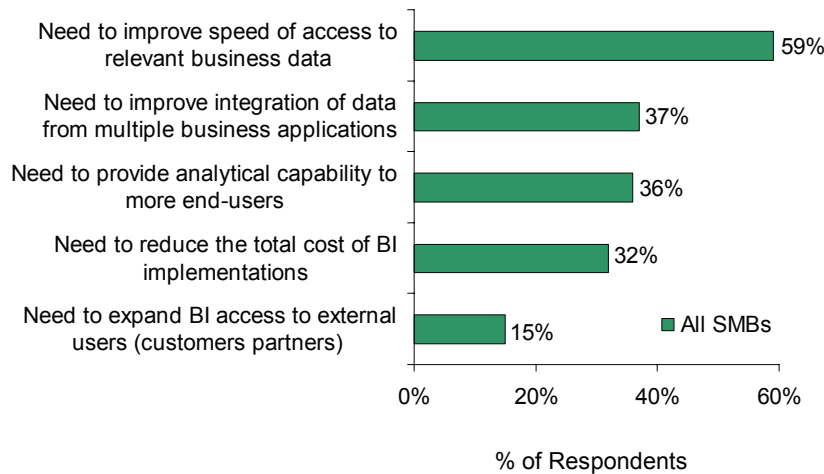 Need to improve speed of access to
relevant business data
59%
Need to improve integration of data
from multiple business applications
37%
Need to provide analytical capability to
more end-users
36%
Need to reduce the total cost of BI
implementations
32%
Need to expand BI access to external
users (customers partners)
15%
All SMBs
0%
20%
40%
60%
% of Respondents